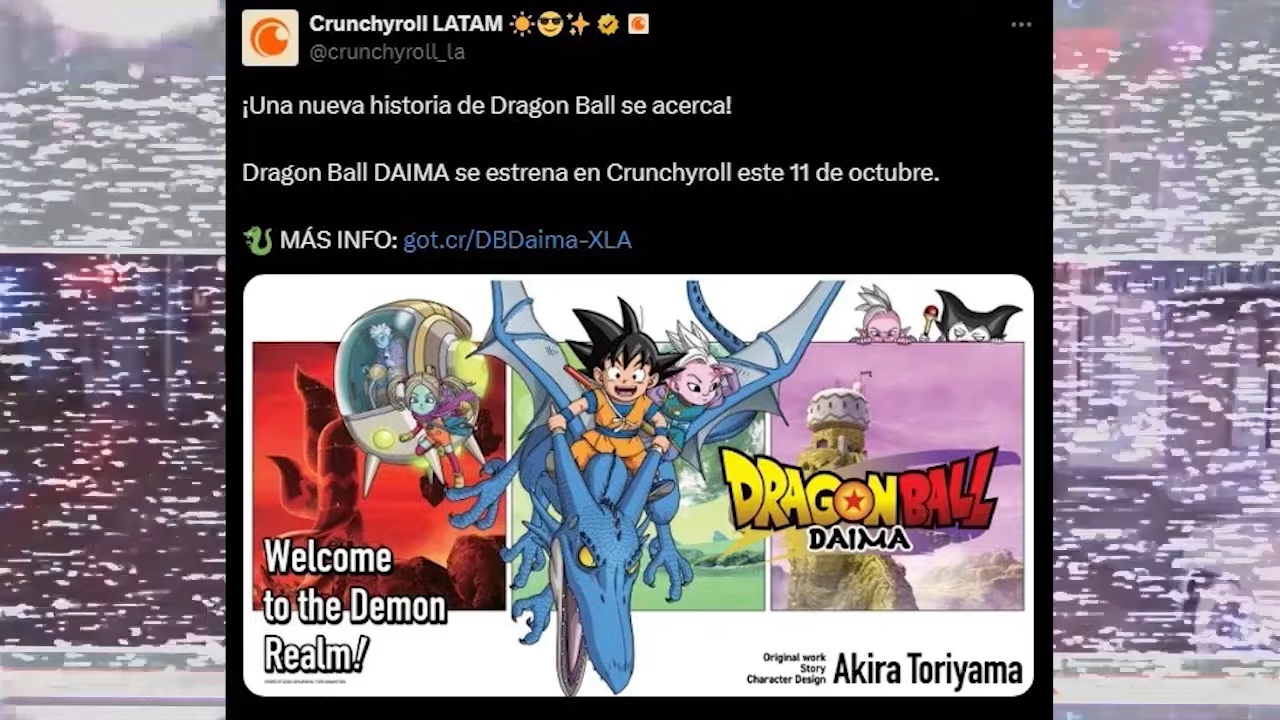 Crunchyroll LATAM ☀️😎✨
@crunchyroll_la
¡Una nueva historia de Dragon Ball se acerca!
Dragon Ball DAIMA se estrena en Crunchyroll este 11 de octubre.
🐉 MÁS INFO: got.cr/DBDaima-XLA
Welcome
to the Demon
Realm!
DRAGON BALL
DAIMA
Original work
Story
Character Design
Akira Toriyama